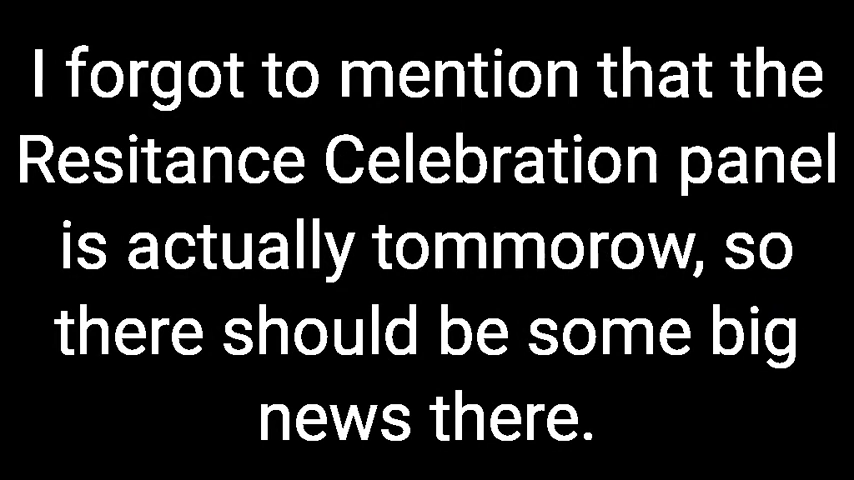 I forgot to mention that the
Resitance Celebration panel
is actually tommorow, so
there should be some big
news there.